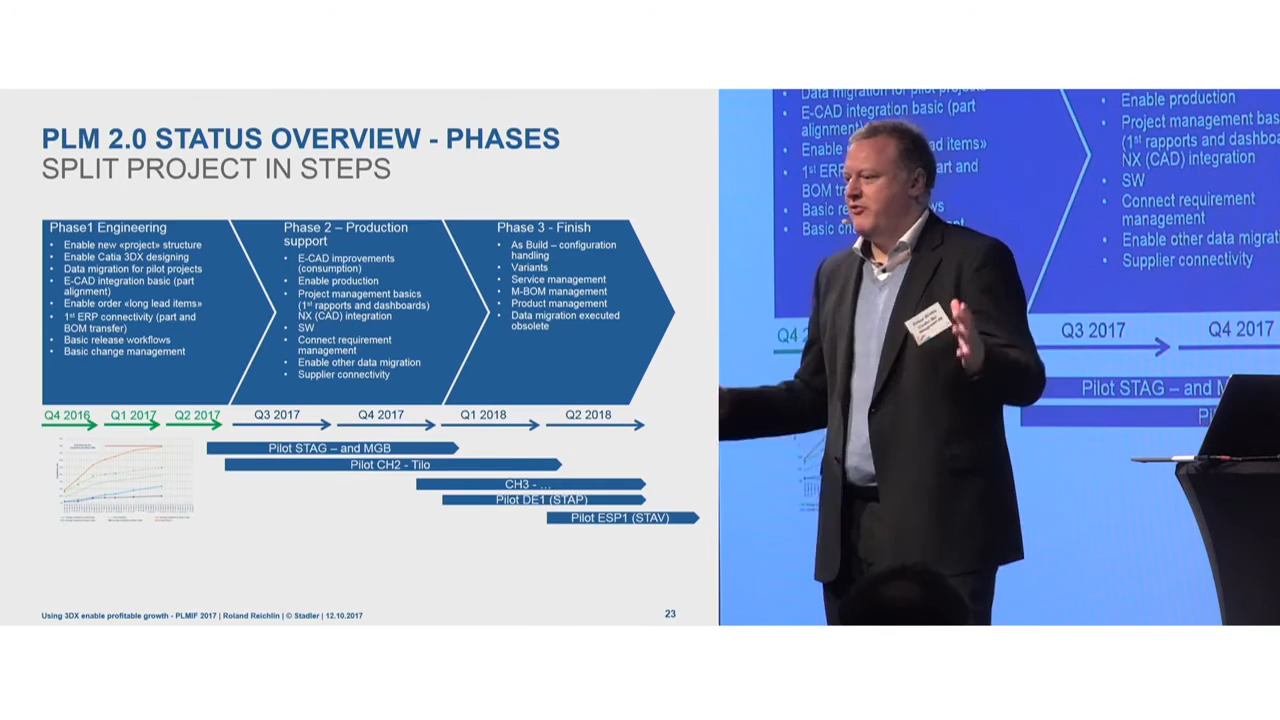 PLM 2.0 STATUS OVERVIEW - PHASES
SPLIT PROJECT IN STEPS
Phase1 Engineering
• Enable new «project» structure
• Enable Catia 3DX designing
• Data migration for pilot projects
• E-CAD integration basic (part
alignment)
• Enable order «long lead items»
• 1st ERP connectivity (part and
BOM transfer)
• Basic release workflows
• Basic change management
Phase 2 – Production
support
• E-CAD improvements
(consumption)
• Enable production
• Project management basics
(1st rapports and dashboards)
NX (CAD) integration
• SW
• Connect requirement
management
• Enable other data migration
• Supplier connectivity
Phase 3 - Finish
• As Build – configuration
handling
• Variants
• Service management
• M-BOM management
• Product management
• Data migration executed
obsolete
Q4 2016
Q1 2017
Q2 2017
Q3 2017
Q4 2017
Q1 2018
Q2 2018
Pilot STAG – and MGB
Pilot CH2 - Tilo
CH3 - ...
Pilot DE1 (STAP)
Pilot ESP1 (STAV)
Using 3DX enable profitable growth - PLMIF 2017 | Roland Reichlin | © Stadler | 12.10.2017
23
• Data migration for pilot projects
• E-CAD integration basic (part
alignment)
• Enable ad items»
• 1st ERP art and
BOM tr
• Basic re ws
• Basic ch
• Enable production
• Project management bas
(1st rapports and dashboa
NX (CAD) integration
• SW
• Connect requirement
management
• Enable other data migrat
• Supplier connectivity
Q4 2
Q3 2017
Q4 2017
Pilot STAG – and M
Pi